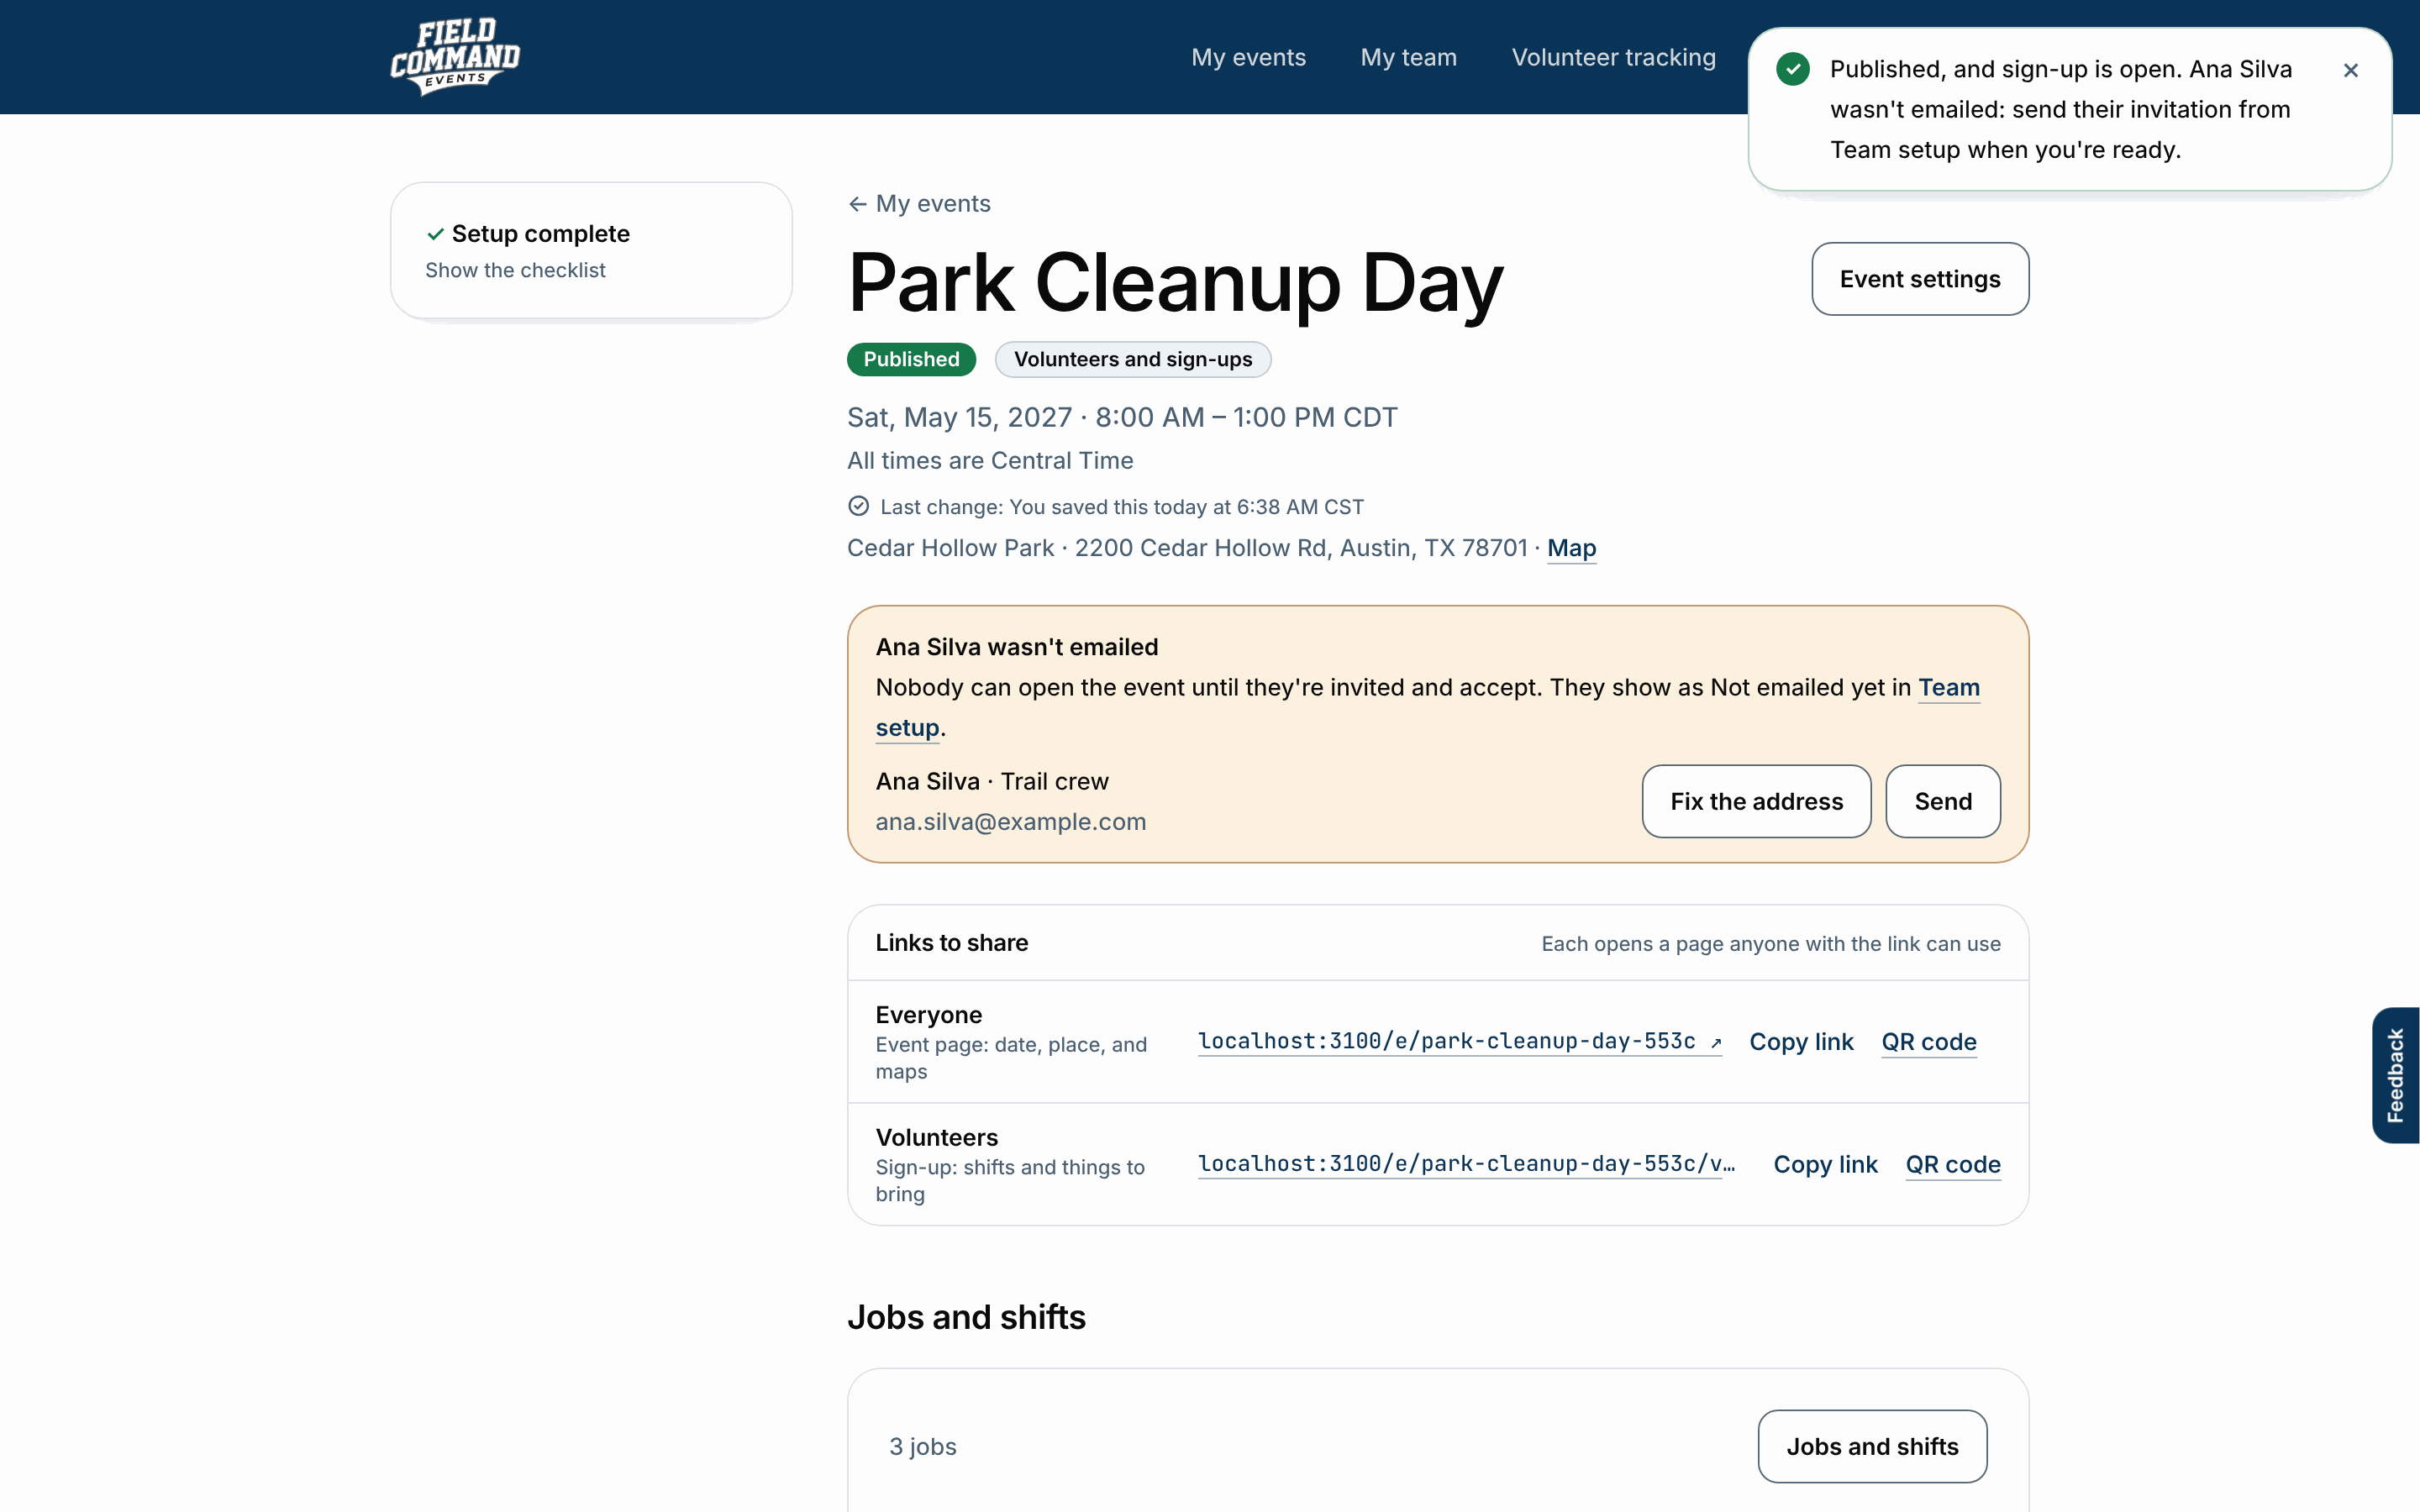 FIELD
COMMAND
EVENTS
My events
My team
Volunteer tracking
Published, and sign-up is open. Ana Silva
wasn't emailed: send their invitation from
Team setup when you're ready.
Setup complete
Show the checklist
← My events
Park Cleanup Day
Event settings
Published
Volunteers and sign-ups
Sat, May 15, 2027 · 8:00 AM – 1:00 PM CDT
All times are Central Time
Last change: You saved this today at 6:38 AM CST
Cedar Hollow Park · 2200 Cedar Hollow Rd, Austin, TX 78701 · Map
Ana Silva wasn't emailed
Nobody can open the event until they're invited and accept. They show as Not emailed yet in Team
setup.
Ana Silva · Trail crew
ana.silva@example.com
Fix the address
Send
Links to share
Each opens a page anyone with the link can use
Everyone
Event page: date, place, and
maps
localhost:3100/e/park-cleanup-day-553c ↗
Copy link
QR code
Volunteers
Sign-up: shifts and things to
bring
localhost:3100/e/park-cleanup-day-553c/v…
Copy link
QR code
Feedback
Jobs and shifts
3 jobs
Jobs and shifts